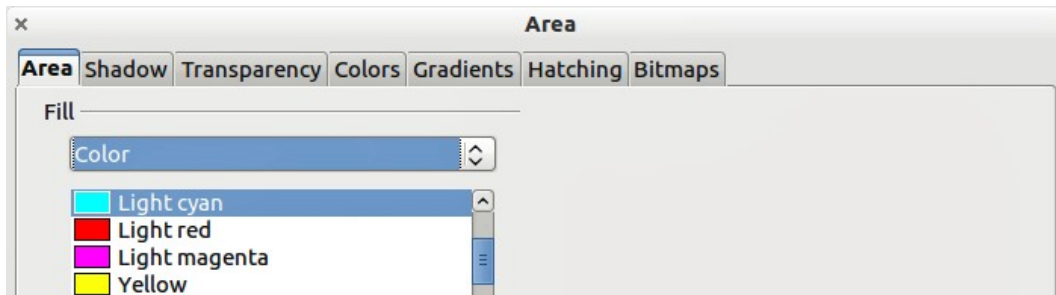 Area
Area Shadow Transparency Colors Gradients Hatching Bitmaps
Fill
Color
Light cyan
Light red
Light magenta
Yellow